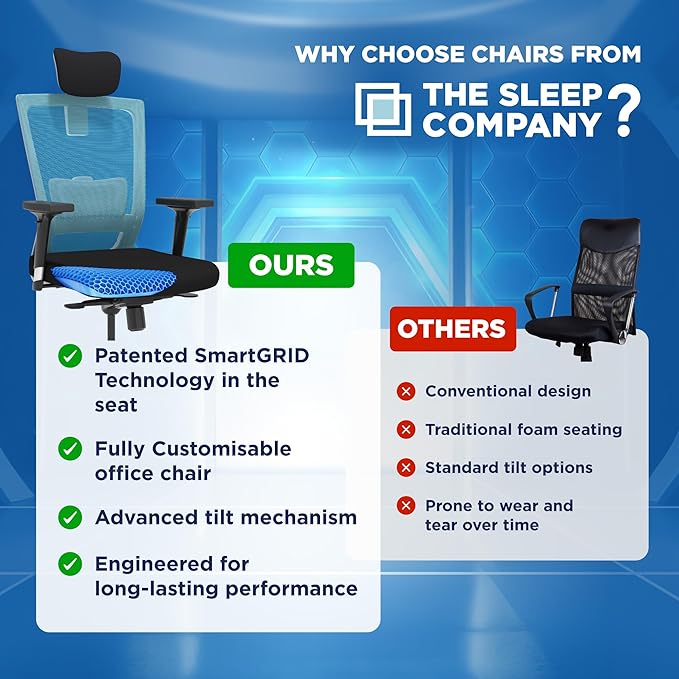 WHY CHOOSE CHAIRS FROM
THE SLEEP
COMPANY?
OURS
Patented SmartGRID
Technology in the
seat
Fully Customisable
office chair
Advanced tilt mechanism
Engineered for
long-lasting performance
OTHERS
Conventional design
Traditional foam seating
Standard tilt options
Prone to wear and
tear over time